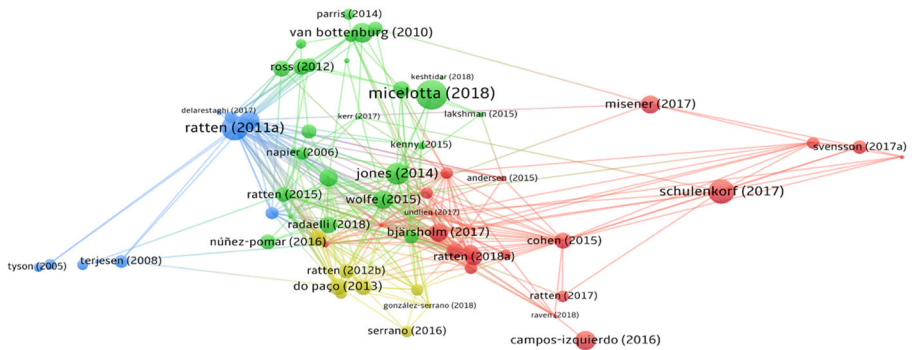 parris (2014)
van bottenburg (2010)
ross (2012)
keshtidar (2018)
micelotta (2018)
misener (2017)
delarestaghi (2017)
kerr (2017)
lakshman (2015)
ratten (2011a)
kenny (2015)
svensson (2017a)
napier (2006)
jones (2014)
andersen (2015)
schulenkorf (2017)
ratten (2015)
wolfe (2015)
undlien (2017)
radaelli (2018)
bjärsholm (2017)
núñez-pomar (2016)
cohen (2015)
ratten (2018a)
terjesen (2008)
tyson (2005)
ratten (2012b)
do paço (2013)
ratten (2017)
gonzález-serrano (2018)
raven (2018)
serrano (2016)
campos-izquierdo (2016)